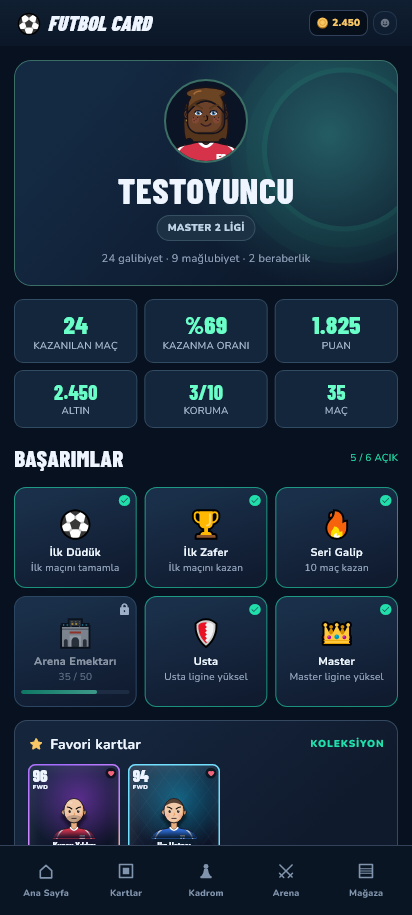 FUTBOL CARD
2.450
TESTOYUNCU
MASTER 2 LİGİ
24 galibiyet · 9 mağlubiyet · 2 beraberlik
24
KAZANILAN MAÇ
%69
KAZANMA ORANI
1.825
PUAN
2.450
ALTIN
3/10
KORUMA
35
MAÇ
BAŞARIMLAR
5 / 6 AÇIK
İlk Düdük
İlk maçını tamamla
İlk Zafer
İlk maçını kazan
Seri Galip
10 maç kazan
Arena Emektarı
35 / 50
Usta
Usta ligine yüksel
Master
Master ligine yüksel
Favori kartlar
KOLEKSİYON
96
FWD
94
FWD
Ana Sayfa
Kartlar
Kadrom
Arena
Mağaza